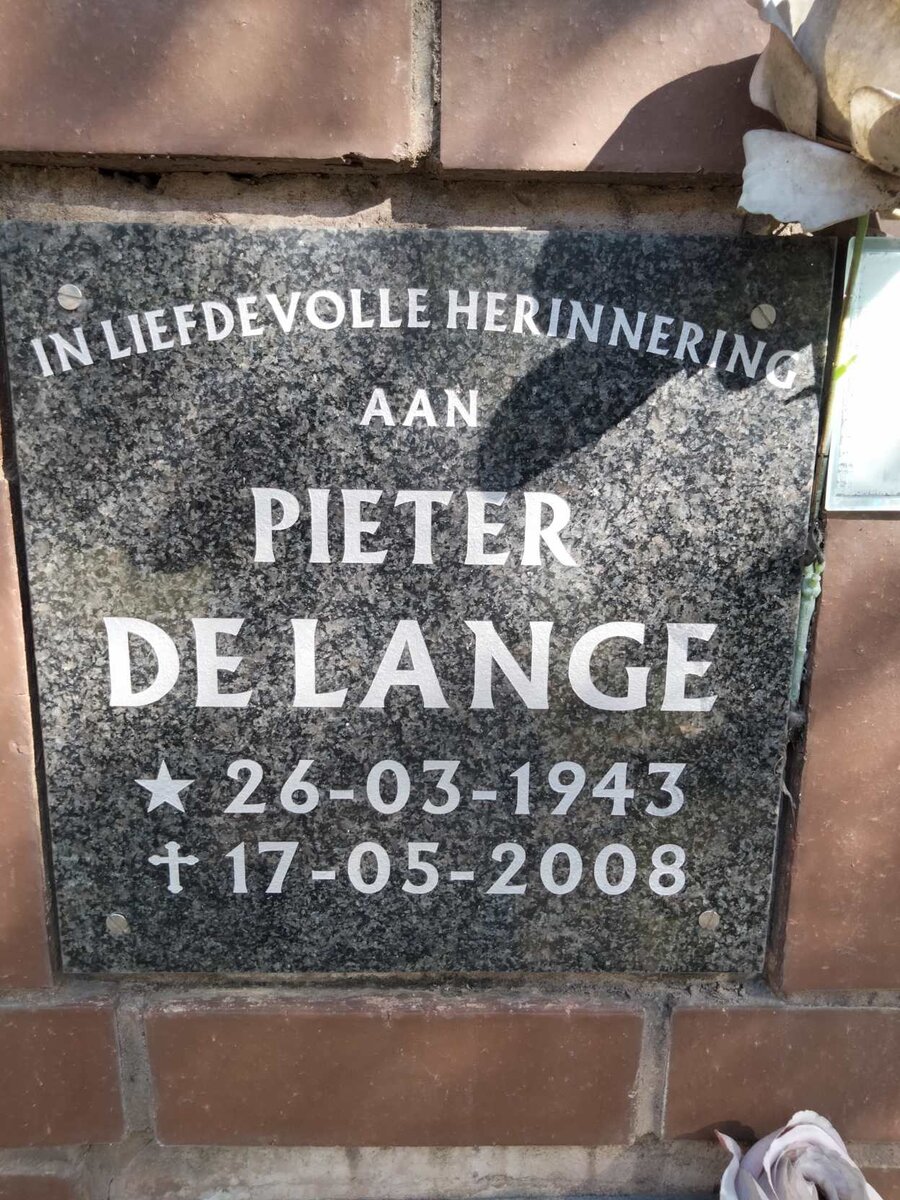 IN LIEFDEVOLLE HERINNERING
AAN
PIETER
DE LANGE
★ 26-03-1943
✝ 17-05-2008